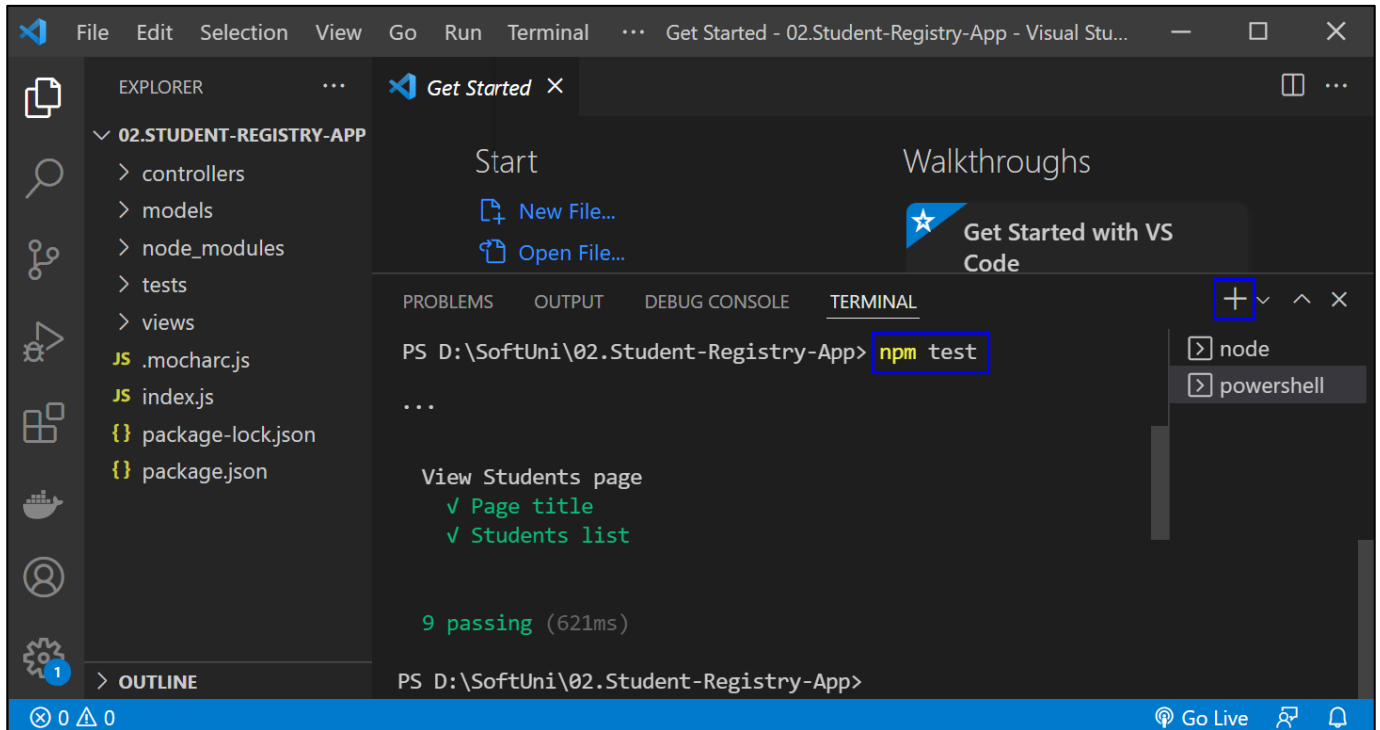 File Edit Selection View Go Run Terminal ··· Get Started - 02.Student-Registry-App - Visual Stu...
EXPLORER ···
Get Started
02.STUDENT-REGISTRY-APP
controllers
models
node_modules
tests
views
JS .mocharc.js
JS index.js
{} package-lock.json
{} package.json
OUTLINE
Start
New File...
Open File...
Walkthroughs
Get Started with VS
Code
PROBLEMS OUTPUT DEBUG CONSOLE TERMINAL
PS D:\SoftUni\02.Student-Registry-App> npm test
...
View Students page
√ Page title
√ Students list
9 passing (621ms)
PS D:\SoftUni\02.Student-Registry-App>
node
powershell
1
0 0
Go Live